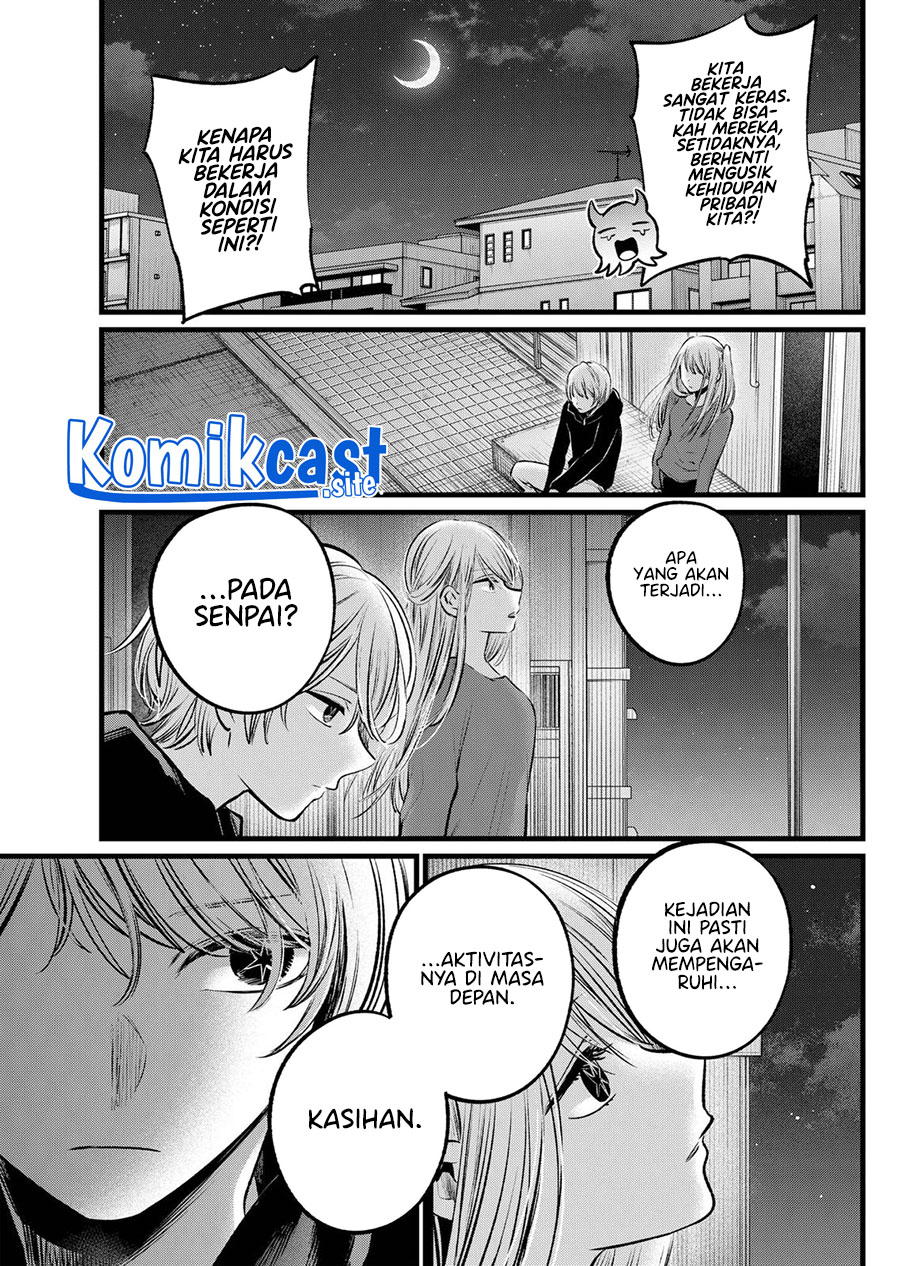 KITA
BEKERJA
SANGAT KERAS.
TIDAK BISA-
KAH MEREKA,
SETIDAKNYA,
BERHENTI
MENGUSIK
KEHIDUPAN
PRIBADI
KITA?!
KENAPA
KITA HARUS
BEKERJA
DALAM
KONDISI
SEPERTI
INI?!
Komikcast
.site
APA
YANG AKAN
TERJADI...
...PADA
SENPAI?
KEJADIAN
INI PASTI
JUGA AKAN
MEMPENGA-
RUHI...
...AKTIVITAS-
NYA DI MASA
DEPAN.
KASIHAN.